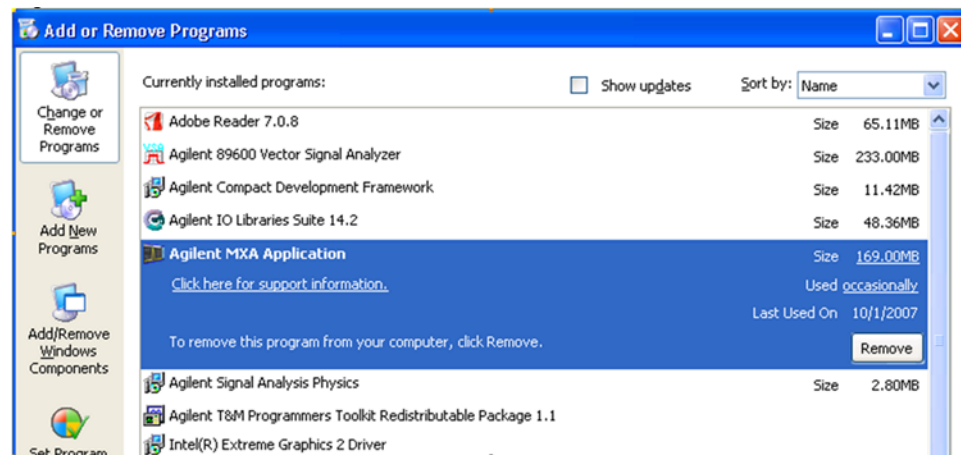 Add or Remove Programs
Change or
Remove
Programs
Add New
Programs
Add/Remove
Windows
Components
Set Program
Currently installed programs:
Show updates
Sort by: Name
Adobe Reader 7.0.8 Size 65.11MB
Agilent 89600 Vector Signal Analyzer Size 233.00MB
Agilent Compact Development Framework Size 11.42MB
Agilent IO Libraries Suite 14.2 Size 48.36MB
Agilent MXA Application Size 169.00MB
Click here for support information. Used occasionally
Last Used On 10/1/2007
To remove this program from your computer, click Remove. Remove
Agilent Signal Analysis Physics Size 2.80MB
Agilent T&M Programmers Toolkit Redistributable Package 1.1
Intel(R) Extreme Graphics 2 Driver